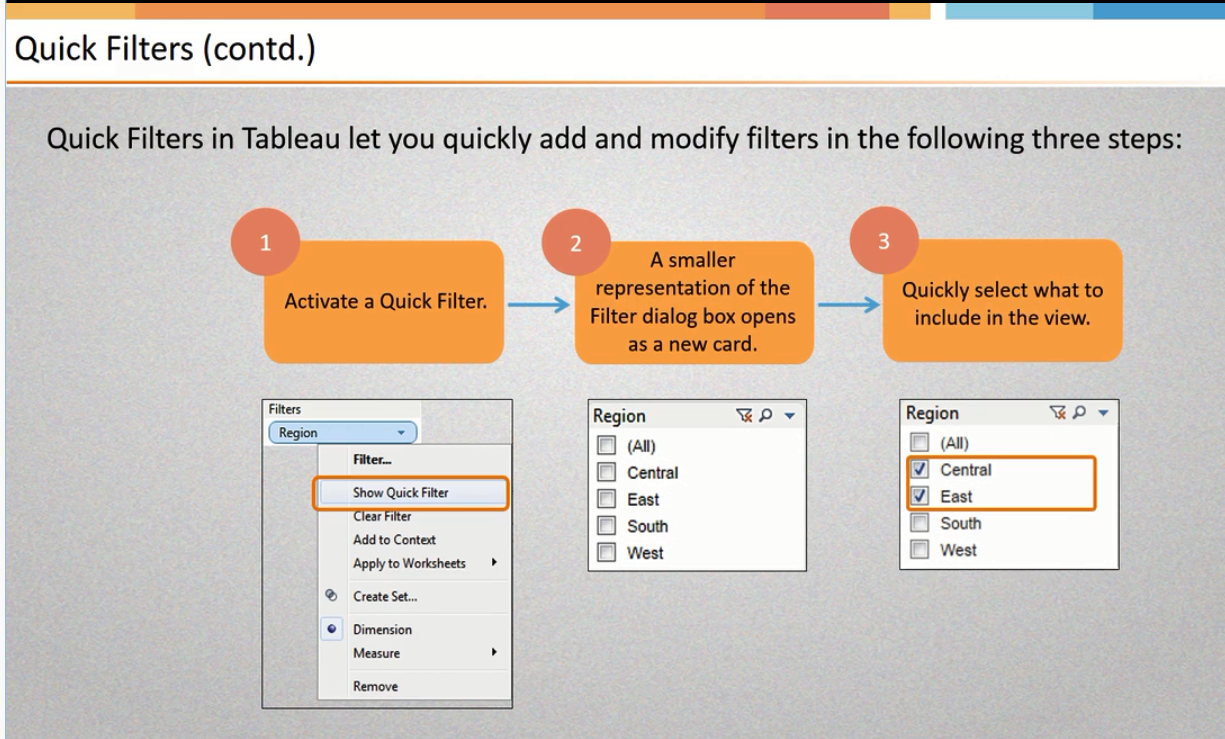 Quick Filters (contd.)
Quick Filters in Tableau let you quickly add and modify filters in the following three steps:
1
Activate a Quick Filter.
2
A smaller
representation of the
Filter dialog box opens
as a new card.
3
Quickly select what to
include in the view.
Filters
Region
Filter...
Show Quick Filter
Clear Filter
Add to Context
Apply to Worksheets
Create Set...
Dimension
Measure
Remove
Region
(All)
Central
East
South
West
Region
(All)
Central
East
South
West